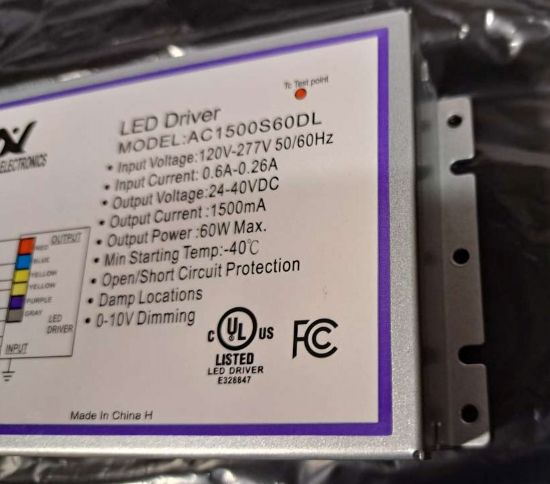 Tc Test point
LED Driver
MODEL:AC1500S60DL
• Input Voltage:120V-277V 50/60Hz
• Input Current: 0.6A-0.26A
• Output Voltage:24-40VDC
• Output Current:1500mA
• Output Power:60W Max.
• Min Starting Temp:-40℃
• Open/Short Circuit Protection
• Damp Locations
• 0-10V Dimming
ELECTRONICS
OUTPUT
RED
BLUE
YELLOW
YELLOW
PURPLE
GRAY
LED
DRIVER
INPUT
C UL US
LISTED
LED DRIVER
E328847
FC
Made In China H